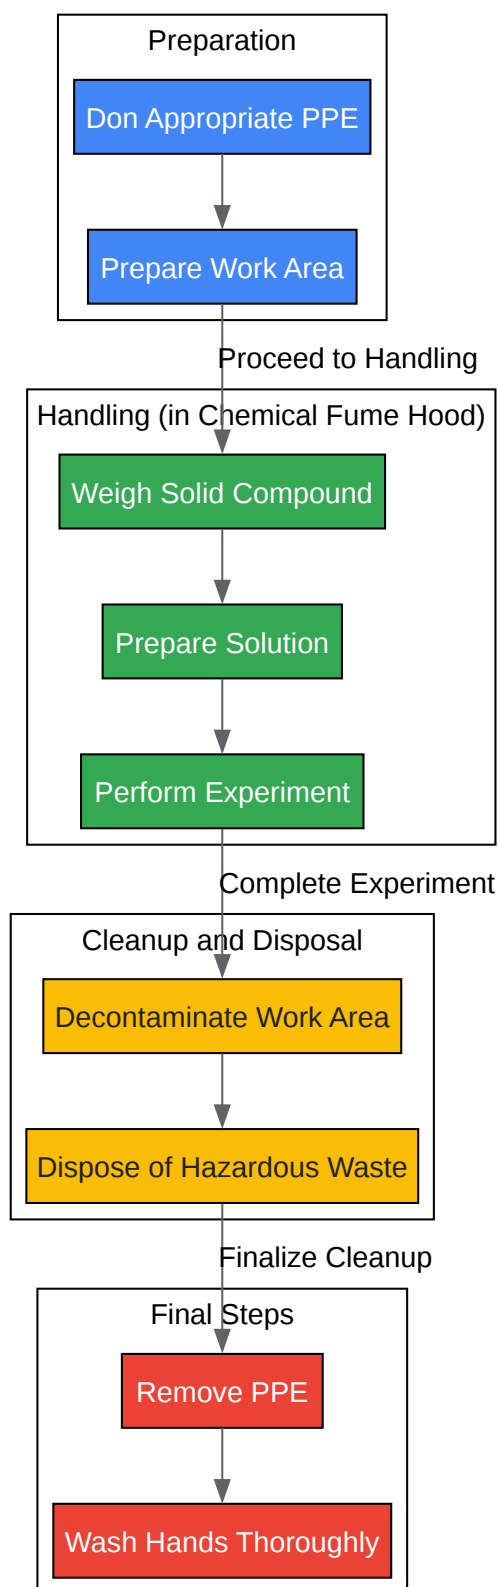 Preparation
Don Appropriate PPE
Prepare Work Area
Proceed to Handling
Handling (in Chemical Fume Hood)
Weigh Solid Compound
Prepare Solution
Perform Experiment
Complete Experiment
Cleanup and Disposal
Decontaminate Work Area
Dispose of Hazardous Waste
Finalize Cleanup
Final Steps
Remove PPE
Wash Hands Thoroughly